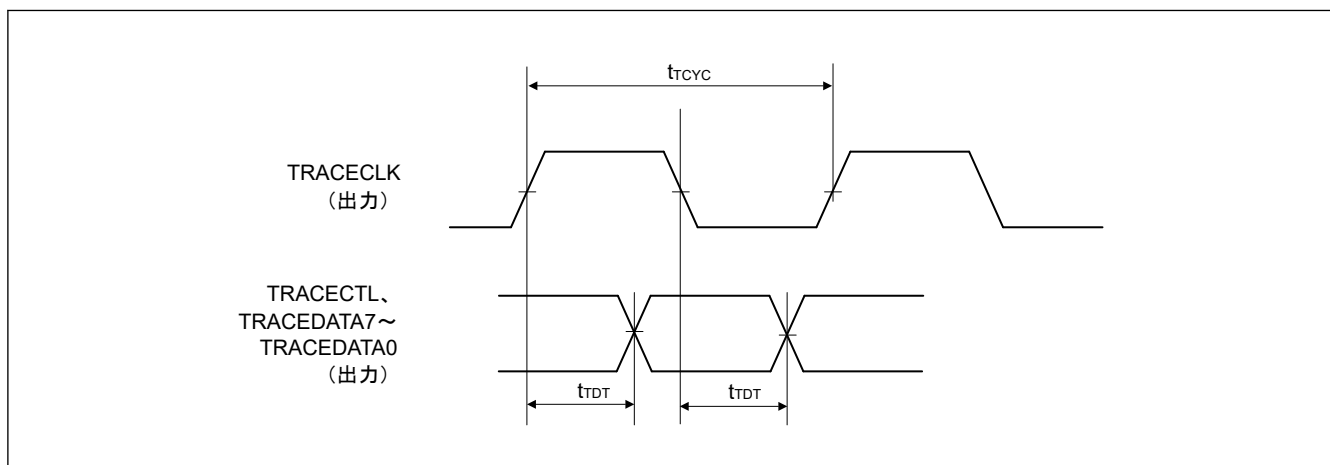 tTCYC
TRACECLK
（出力）
TRACECTL、
TRACEDATA7～
TRACEDATA0
（出力）
tTDT
tTDT